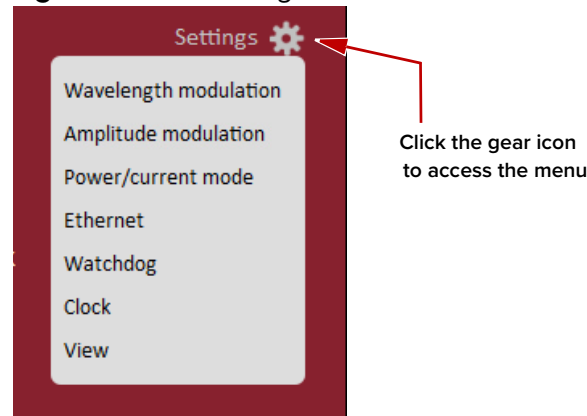 Settings
Wavelength modulation
Amplitude modulation
Power/current mode
Ethernet
Watchdog
Clock
View
Click the gear icon
to access the menu